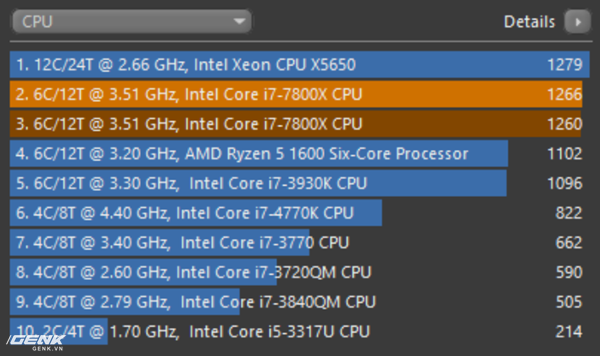 CPU Details
1. 12C/24T @ 2.66 GHz, Intel Xeon CPU X5650 1279
2. 6C/12T @ 3.51 GHz, Intel Core i7-7800X CPU 1266
3. 6C/12T @ 3.51 GHz, Intel Core i7-7800X CPU 1260
4. 6C/12T @ 3.20 GHz, AMD Ryzen 5 1600 Six-Core Processor 1102
5. 6C/12T @ 3.30 GHz,  Intel Core i7-3930K CPU 1096
6. 4C/8T @ 4.40 GHz, Intel Core i7-4770K CPU 822
7. 4C/8T @ 3.40 GHz,  Intel Core i7-3770 CPU 662
8. 4C/8T @ 2.60 GHz, Intel Core i7-3720QM CPU 590
9. 4C/8T @ 2.79 GHz,  Intel Core i7-3840QM CPU 505
10. 2C/4T @ 1.70 GHz,  Intel Core i5-3317U CPU 214
GENK
GENK.VN